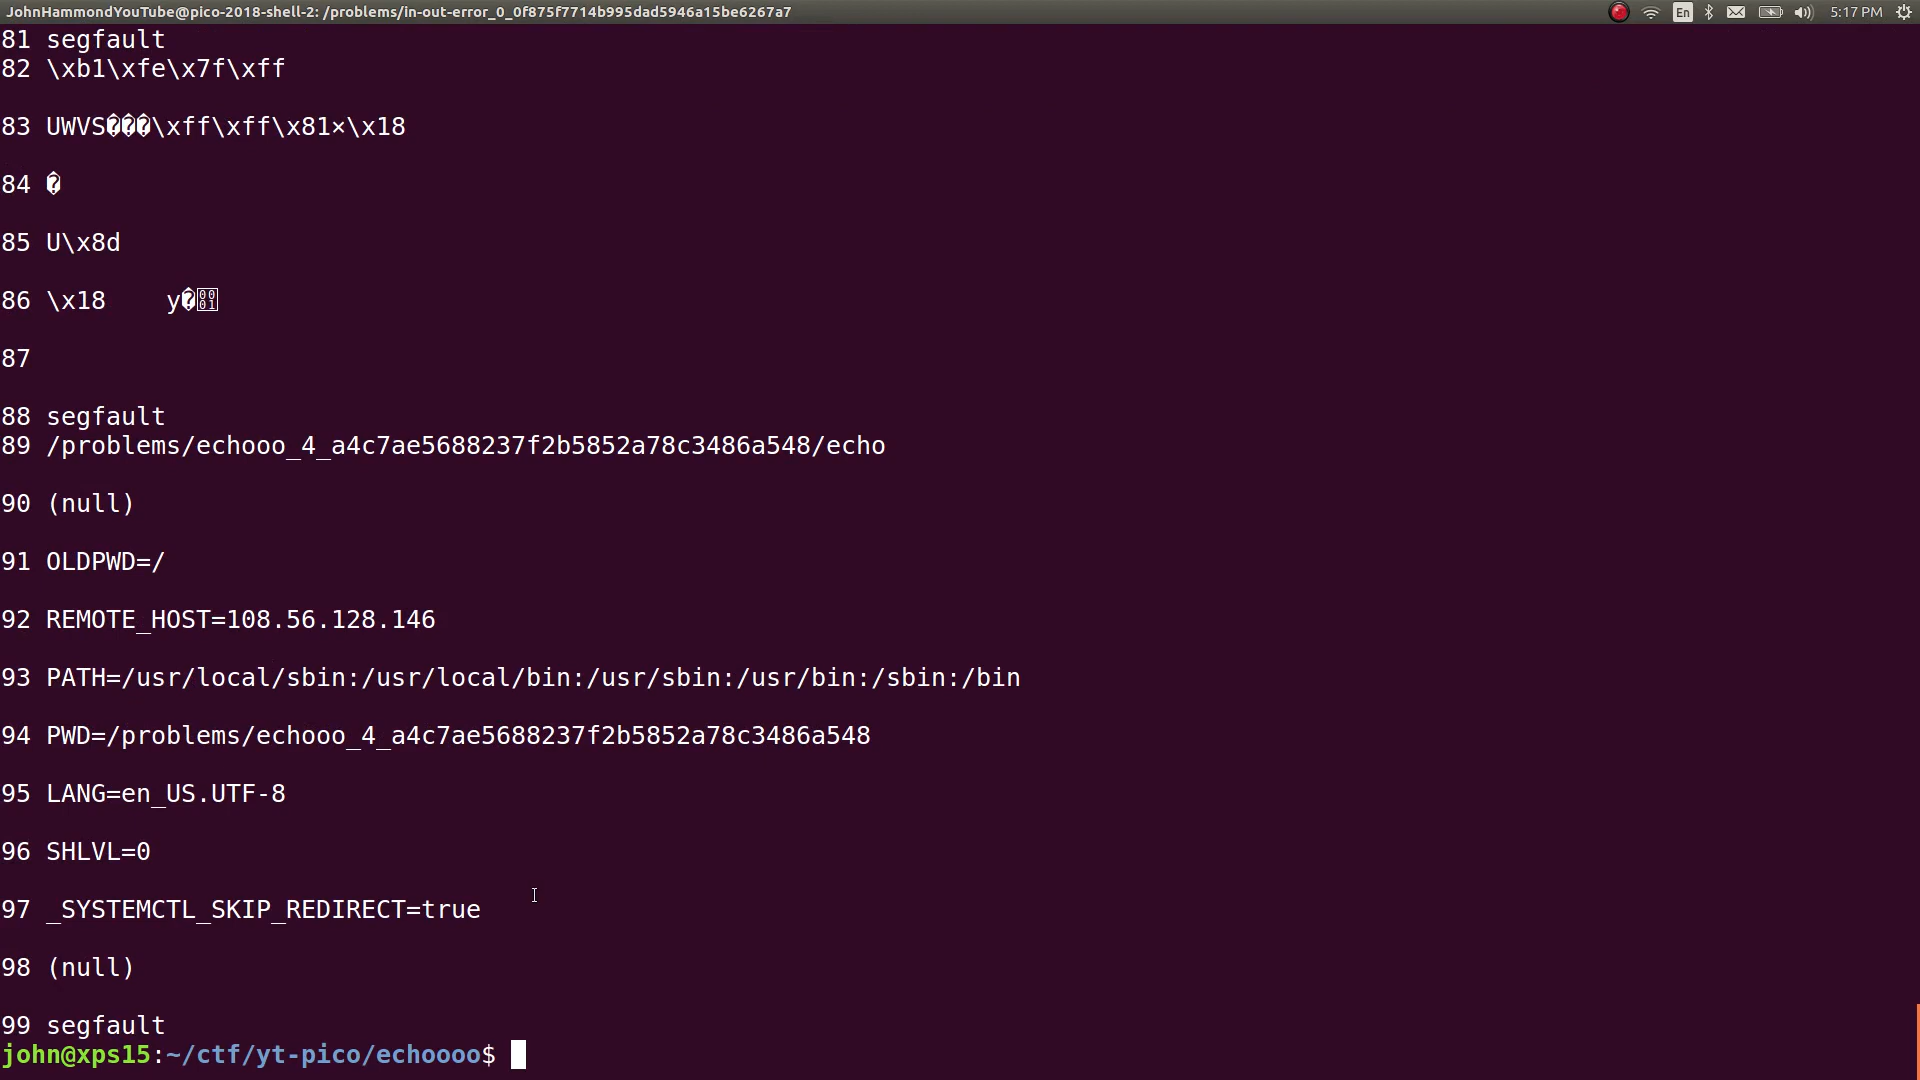 JohnHammondYouTube@pico-2018-shell-2: /problems/in-out-error_0_0f875f7714b995dad5946a15be6267a7
En
5:17 PM
81 segfault
82 \xb1\xfe\x7f\xff
83 UWVS���\xff\xff\x81×\x18
84 �
85 U\x8d
86 \x18    y�
87
88 segfault
89 /problems/echooo_4_a4c7ae5688237f2b5852a78c3486a548/echo
90 (null)
91 OLDPWD=/
92 REMOTE_HOST=108.56.128.146
93 PATH=/usr/local/sbin:/usr/local/bin:/usr/sbin:/usr/bin:/sbin:/bin
94 PWD=/problems/echooo_4_a4c7ae5688237f2b5852a78c3486a548
95 LANG=en_US.UTF-8
96 SHLVL=0
97 _SYSTEMCTL_SKIP_REDIRECT=true
98 (null)
99 segfault
john@xps15:~/ctf/yt-pico/echoooo$